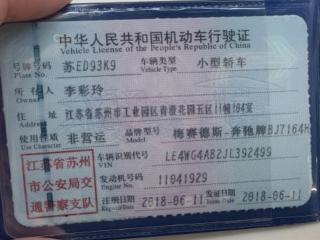 中华人民共和国机动车行驶证
Vehicle License of the People's Republic of China
号牌号码 苏ED93K9 车辆类型 小型轿车
Plate No. Vehicle Type
所有人 李彩玲
Owner
住址 江苏省苏州市工业园区青澄花园五区11幢104室
Address
使用性质 非营运 品牌型号 梅赛德斯-奔驰牌BJ7164H
Use Character Model
江苏省苏州市公安局交通警察支队
车辆识别代号 LE4WG4AB2JL392499
VIN
发动机号码 11041929
Engine No.
注册日期 2018-06-11 发证日期 2018-06-11
Register Date Issue Date